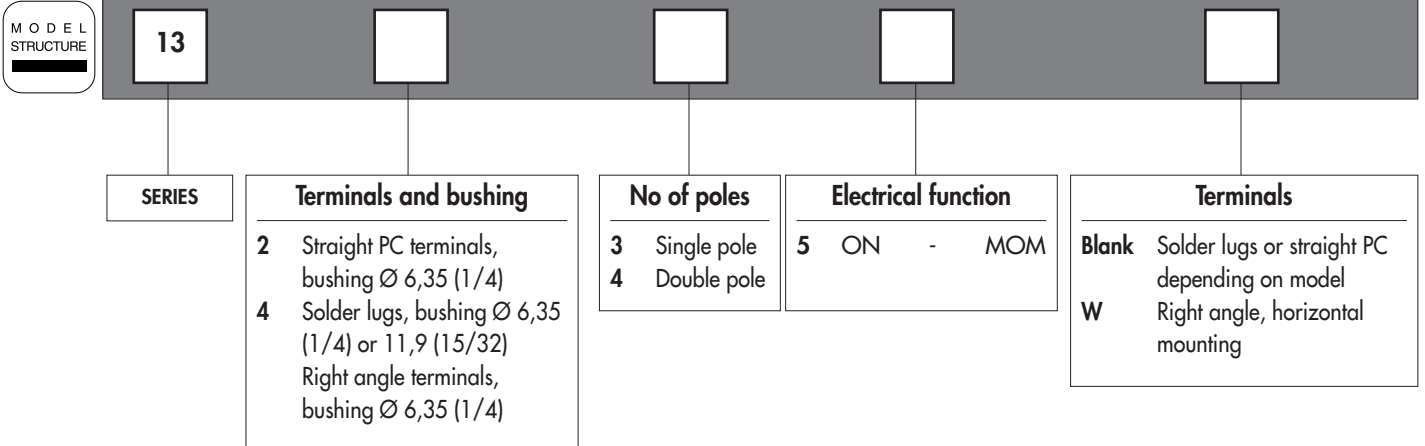 M O D E L
STRUCTURE
13
SERIES
Terminals and bushing
2 Straight PC terminals,
bushing Ø 6,35 (1/4)
4 Solder lugs, bushing Ø 6,35
(1/4) or 11,9 (15/32)
Right angle terminals,
bushing Ø 6,35 (1/4)
No of poles
3 Single pole
4 Double pole
Electrical function
5 ON - MOM
Terminals
Blank Solder lugs or straight PC
depending on model
W Right angle, horizontal
mounting